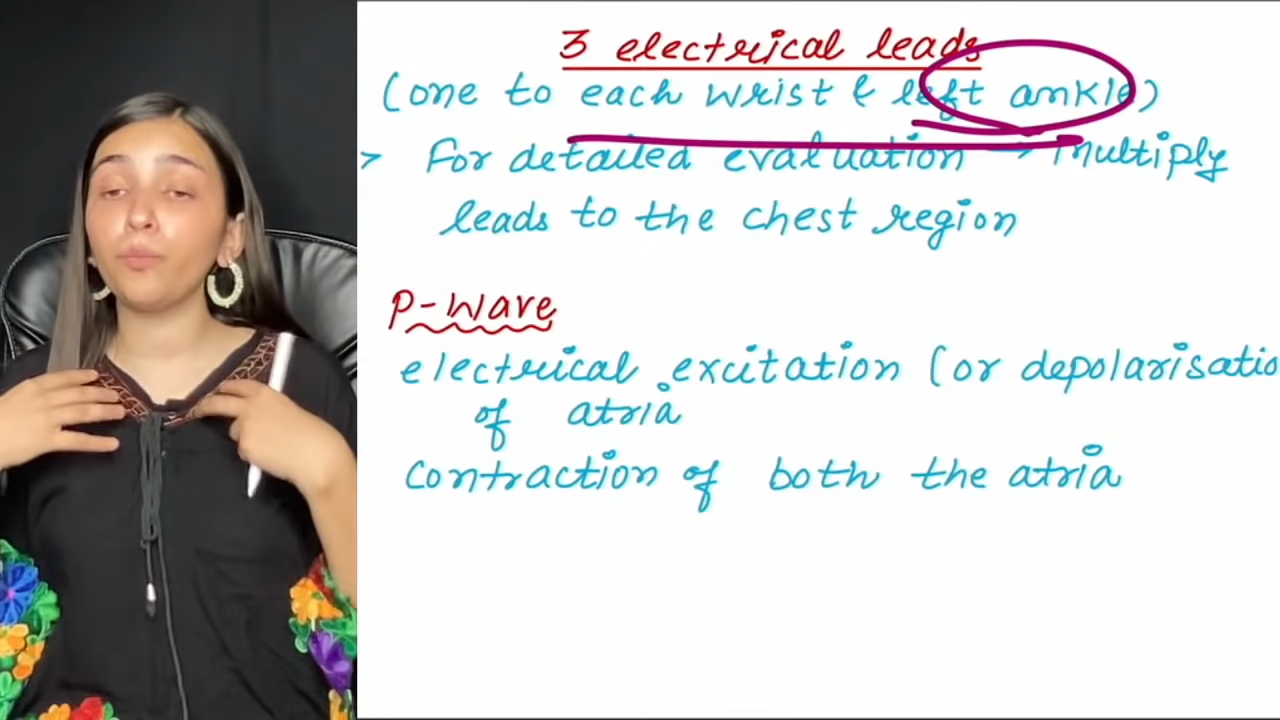 3 electrical leads
(one to each wrist & left ankle)
> For detailed evaluation → Multiply
leads to the chest region
P-wave
electrical excitation (or depolarisatio
of atria
contraction of both the atria